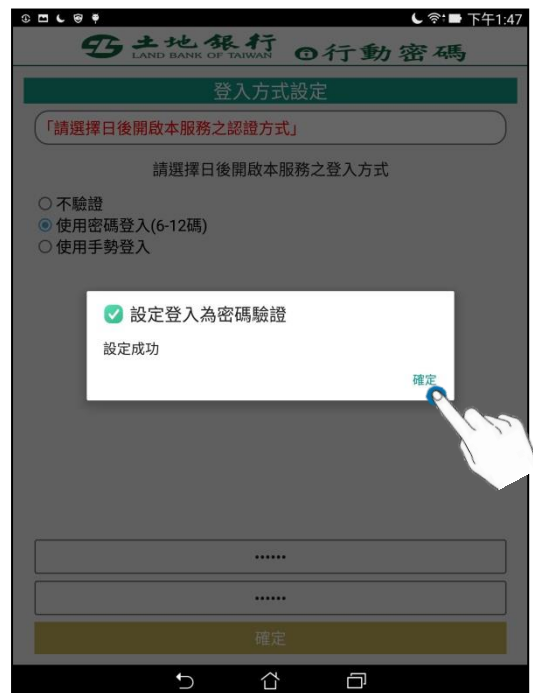 下午1:47
土地銀行
LAND BANK OF TAIWAN
行動密碼
登入方式設定
「請選擇日後開啟本服務之認證方式」
請選擇日後開啟本服務之登入方式
不驗證
使用密碼登入(6-12碼)
使用手勢登入
設定登入為密碼驗證
設定成功
確定
••••••
••••••
確定